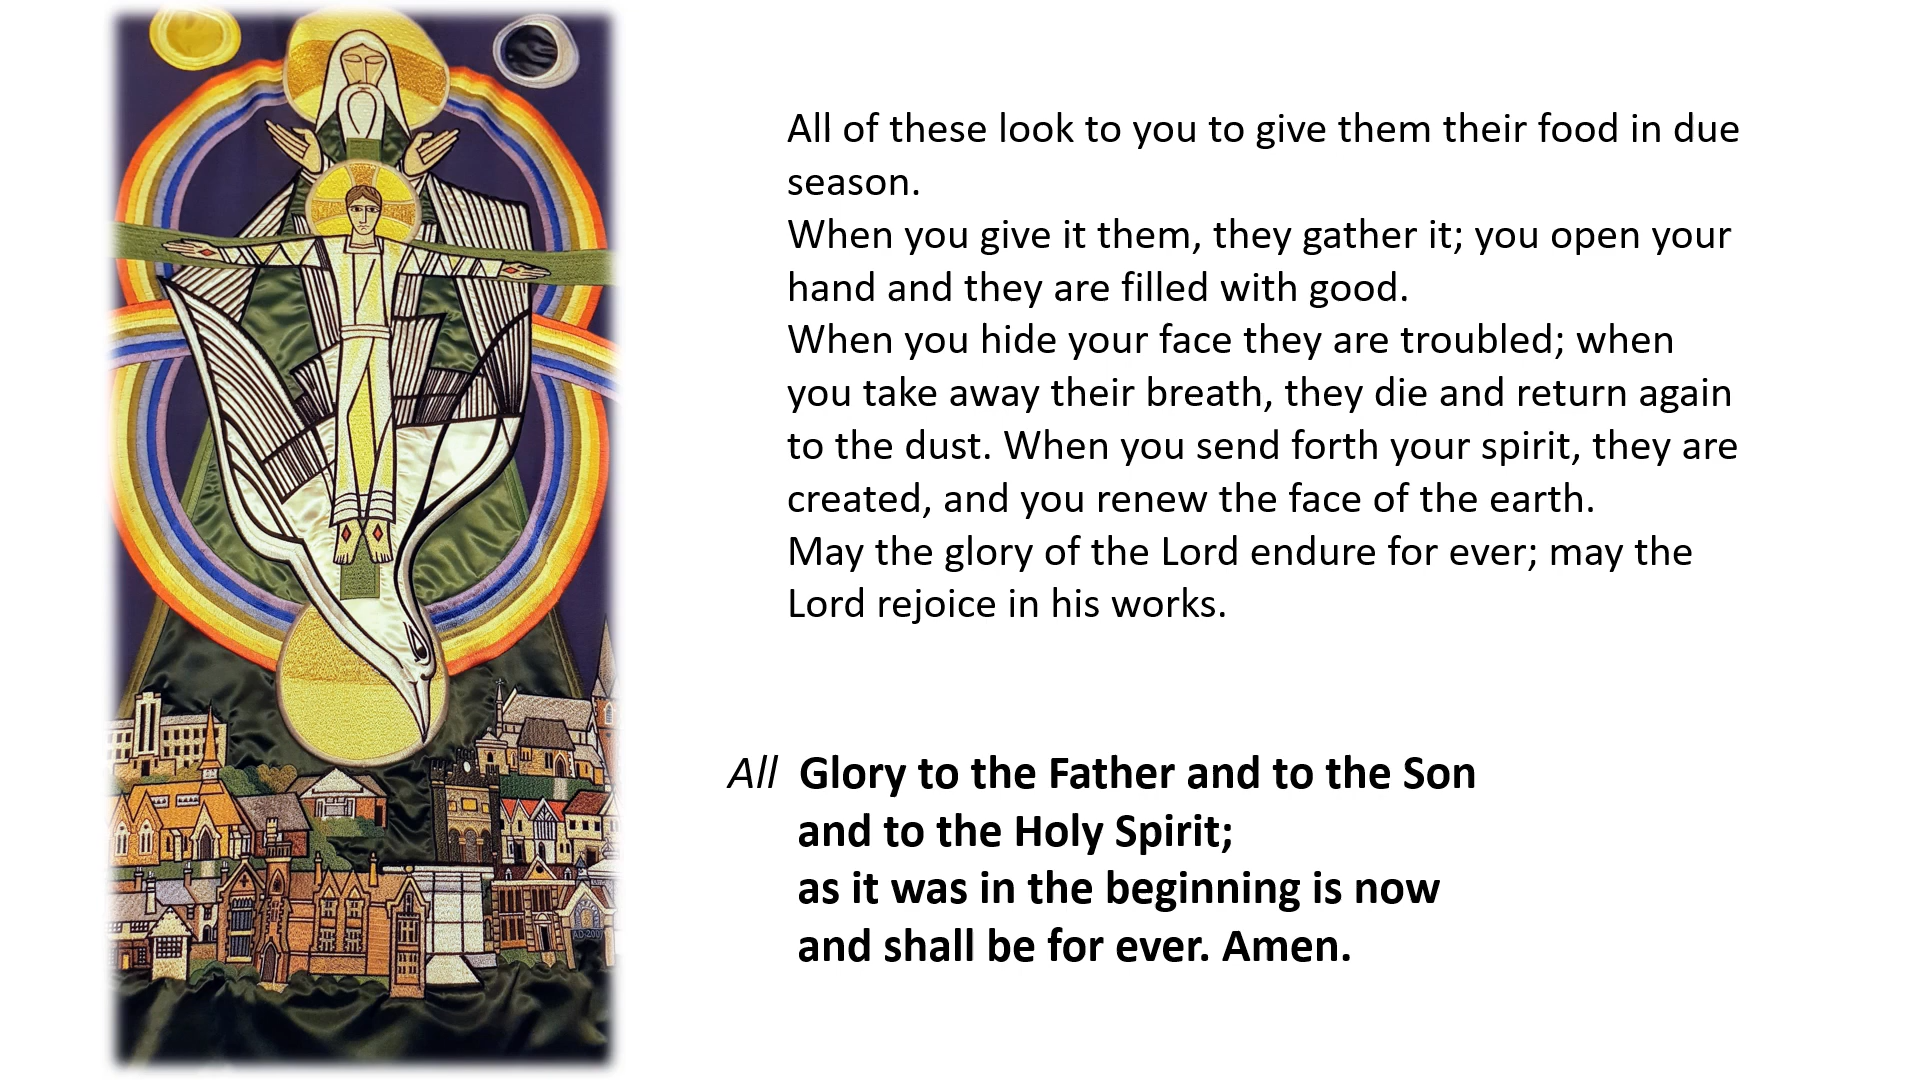 All of these look to you to give them their food in due
season.
When you give it them, they gather it; you open your
hand and they are filled with good.
When you hide your face they are troubled; when
you take away their breath, they die and return again
to the dust. When you send forth your spirit, they are
created, and you renew the face of the earth.
May the glory of the Lord endure for ever; may the
Lord rejoice in his works.
All Glory to the Father and to the Son
and to the Holy Spirit;
as it was in the beginning is now
and shall be for ever. Amen.